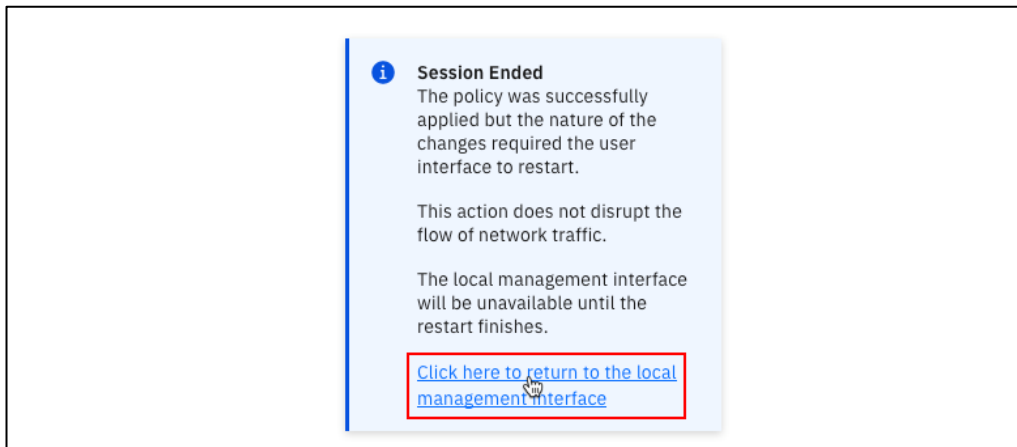 Session Ended
The policy was successfully
applied but the nature of the
changes required the user
interface to restart.
This action does not disrupt the
flow of network traffic.
The local management interface
will be unavailable until the
restart finishes.
Click here to return to the local
management interface